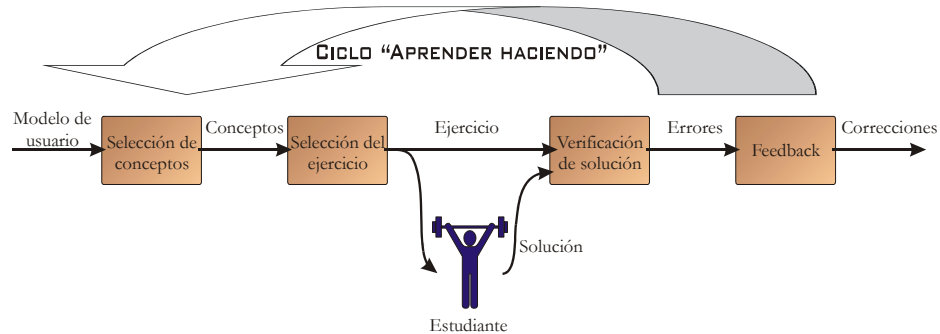 CICLO “APRENDER HACIENDO”
Modelo de
usuario
Selección de
conceptos
Conceptos
Selección del
ejercicio
Ejercicio
Verificación
de solución
Errores
Feedback
Correcciones
Solución
Estudiante